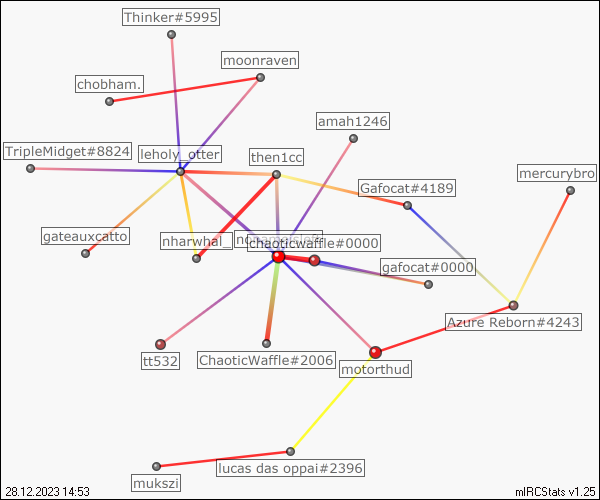 Thinker#5995
moonraven
chobham.
amah1246
TripleMidget#8824
leholy_otter
then1cc
mercurybro
Gafocat#4189
gateauxcatto
nharwhal_
chaoticwaffle#0000
gafocat#0000
Azure Reborn#4243
tt532
ChaoticWaffle#2006
motorthud
lucas das oppai#2396
mukszi
28.12.2023 14:53
mIRCStats v1.25